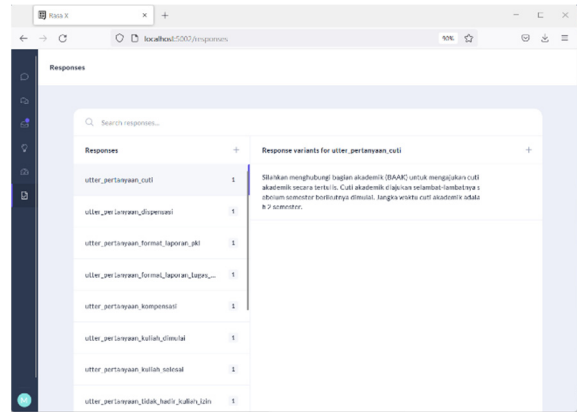 Rasa X
localhost:5002/responses
90%
Responses
Search responses...
Responses
Response variants for utter_pertanyaan_cuti
utter_pertanyaan_cuti 1
Silahkan menghubungi bagian akademik (BAAK) untuk mengajukan cuti
akademik secara tertulis. Cuti akademik diajukan selambat-lambatnya s
ebelum semester berikutnya dimulai. Jangka waktu cuti akademik adala
h 2 semester.
utter_pertanyaan_dispensasi 1
utter_pertanyaan_format_laporan_pkl 1
utter_pertanyaan_format_laporan_tugas_... 1
utter_pertanyaan_kompensasi 1
utter_pertanyaan_kuliah_dimulai 1
utter_pertanyaan_kuliah_selesai 1
utter_pertanyaan_tidak_hadir_kuliah_izin 1
M